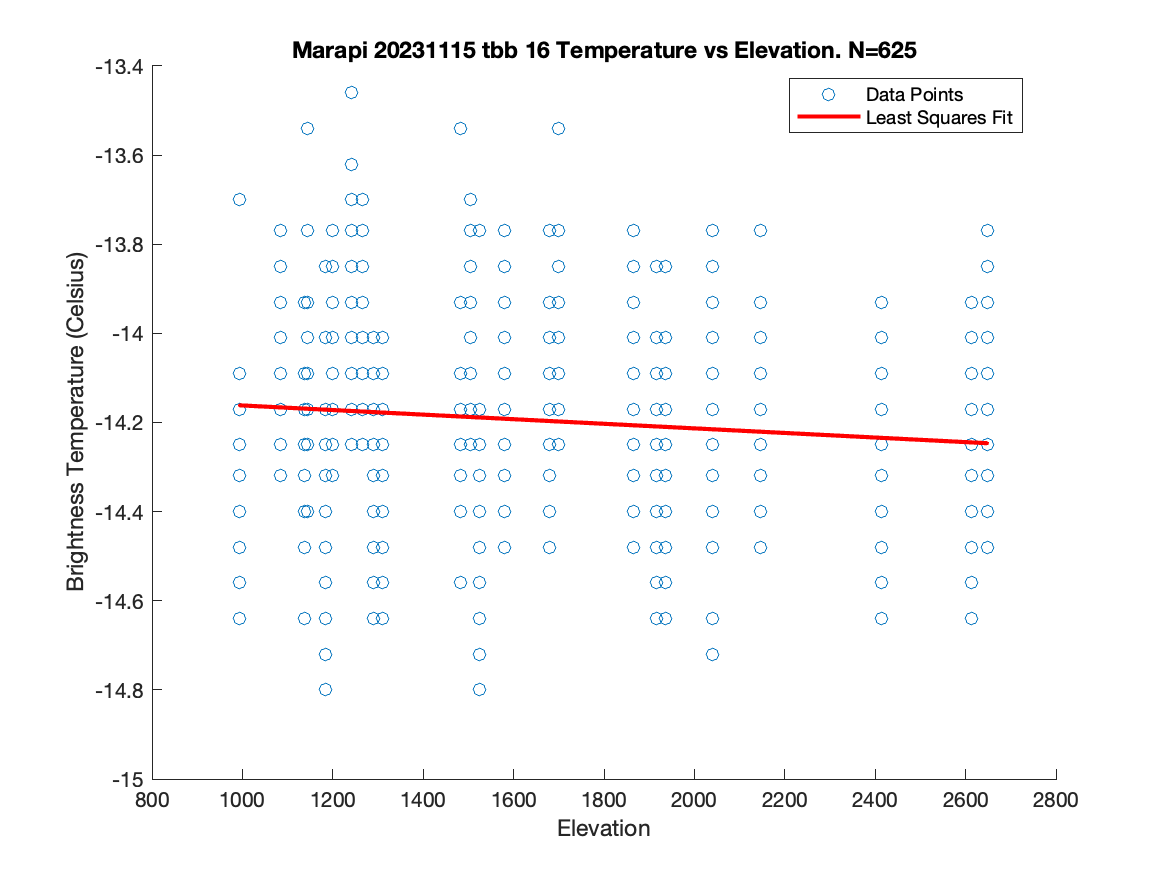 Marapi 20231115 tbb 16 Temperature vs Elevation. N=625
Data Points
Least Squares Fit
-13.4
-13.6
-13.8
-14
-14.2
-14.4
-14.6
-14.8
-15
Brightness Temperature (Celsius)
800 1000 1200 1400 1600 1800 2000 2200 2400 2600 2800
Elevation